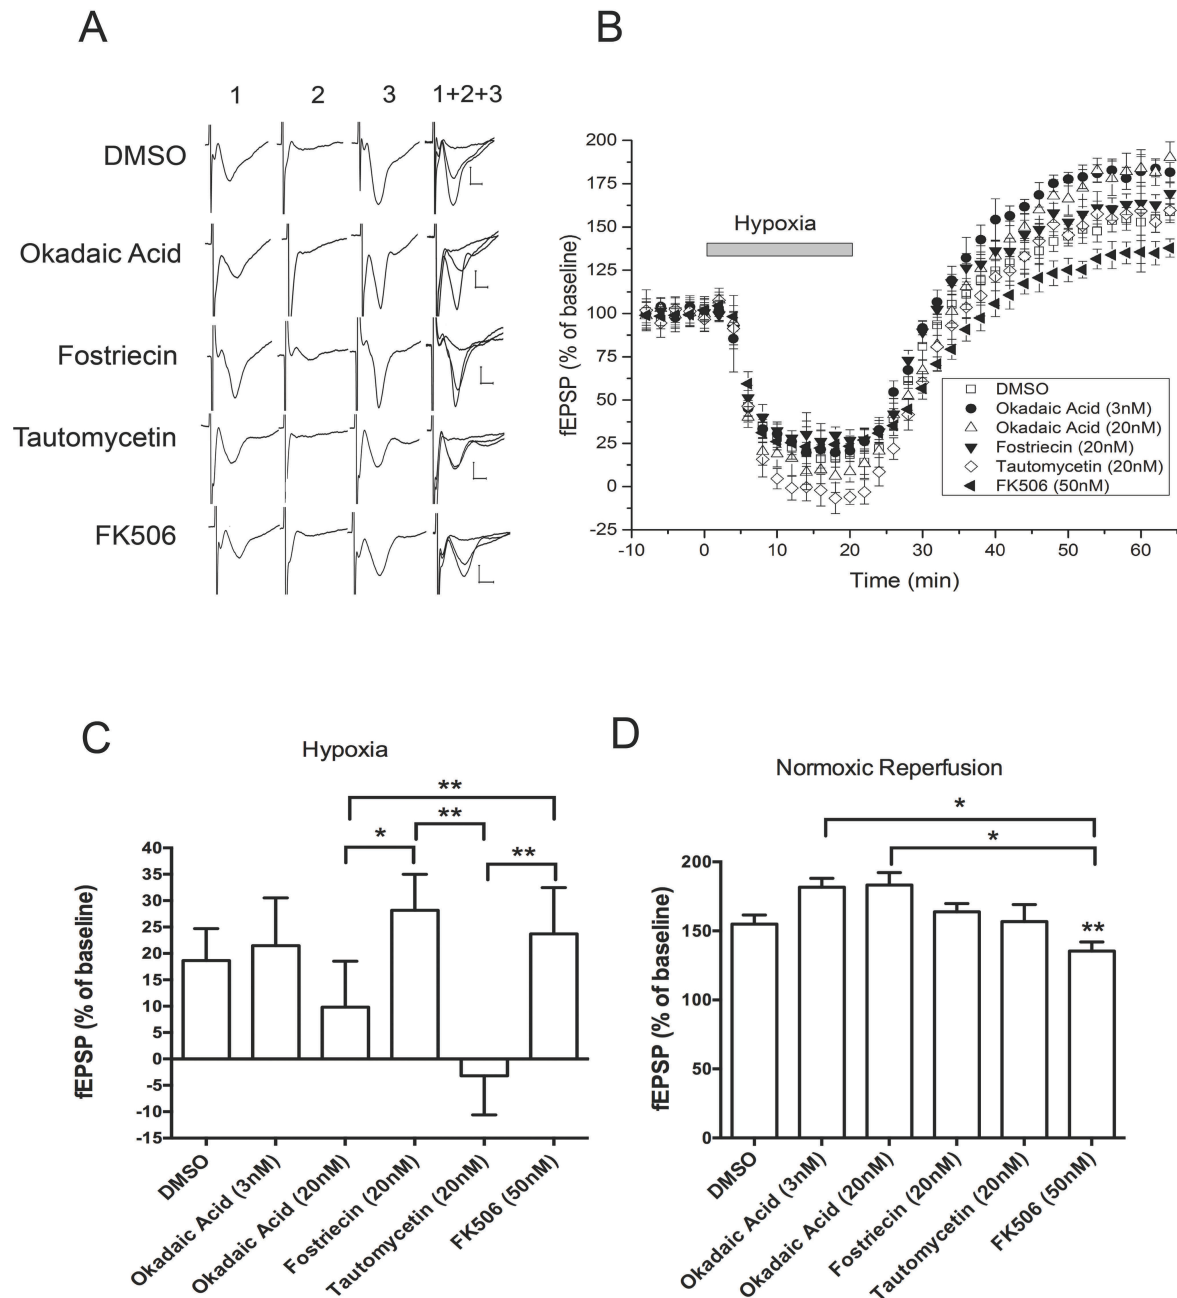 A
1 2 3 1+2+3
DMSO
Okadaic Acid
Fostriecin
Tautomycetin
FK506
B
200
175
150
125
100
75
50
25
0
-25
fEPSP (% of baseline)
Hypoxia
DMSO
Okadaic Acid (3nM)
Okadaic Acid (20nM)
Fostriecin (20nM)
Tautomycetin (20nM)
FK506 (50nM)
-10 0 10 20 30 40 50 60
Time (min)
C
Hypoxia
**
* **
**
40
35
30
25
20
15
10
5
0
-5
-10
-15
fEPSP (% of baseline)
DMSO
Okadaic Acid (3nM)
Okadaic Acid (20nM)
Fostriecin (20nM)
Tautomycetin (20nM)
FK506 (50nM)
D
Normoxic Reperfusion
*
*
**
200
150
100
50
0
fEPSP (% of baseline)
DMSO
Okadaic Acid (3nM)
Okadaic Acid (20nM)
Fostriecin (20nM)
Tautomycetin (20nM)
FK506 (50nM)